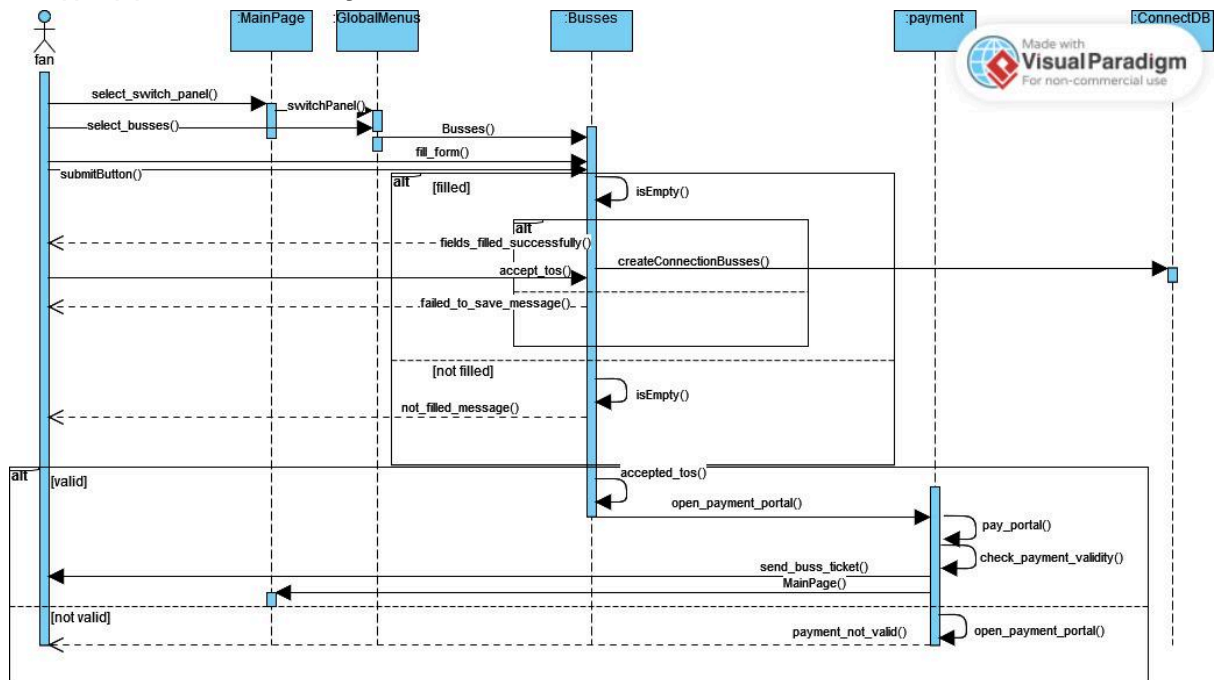 :MainPage
:GlobalMenus
:Busses
:payment
:ConnectDB
Made with
VisualParadigm
For non-commercial use
fan
select_switch_panel()
switchPanel()
select_busses()
Busses()
fill_form()
submitButton()
alt
[filled]
isEmpty()
alt
fields_filled_successfully()
createConnectionBusses()
accept_tos()
failed_to_save_message()
[not filled]
isEmpty()
not_filled_message()
alt
[valid]
accepted_tos()
open_payment_portal()
pay_portal()
check_payment_validity()
send_buss_ticket()
MainPage()
[not valid]
payment_not_valid()
open_payment_portal()